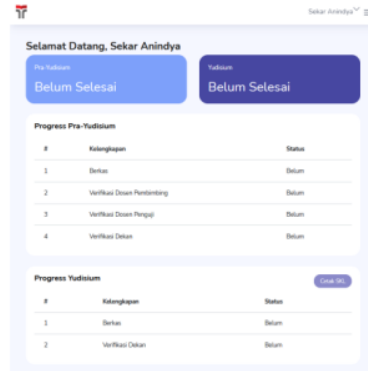 Sekar Anindya
Selamat Datang, Sekar Anindya
Pra-Yudisium
Belum Selesai
Yudisium
Belum Selesai
Progress Pra-Yudisium
# Kelengkapan Status
1 Berkas Belum
2 Verifikasi Dosen Pembimbing Belum
3 Verifikasi Dosen Penguji Belum
4 Verifikasi Dekan Belum
Progress Yudisium
Cetak SKL
# Kelengkapan Status
1 Berkas Belum
2 Verifikasi Dekan Belum